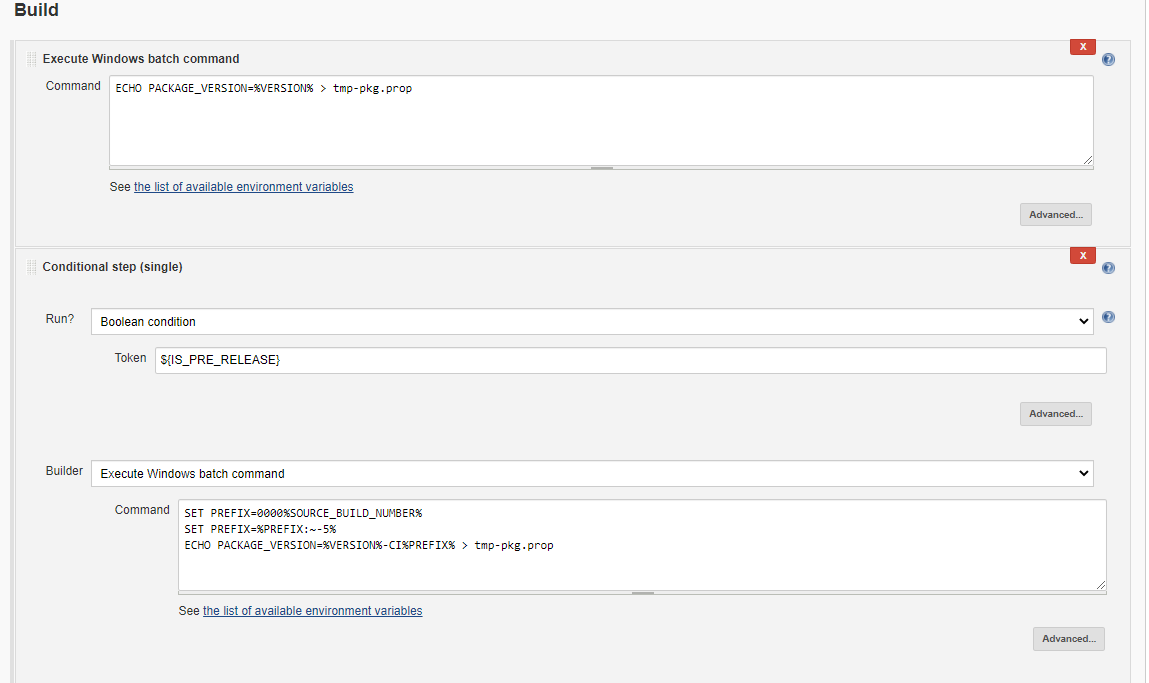 Build
X
Execute Windows batch command
?
Command
ECHO PACKAGE_VERSION=%VERSION% > tmp-pkg.prop
See the list of available environment variables
Advanced...
X
Conditional step (single)
?
Run?
Boolean condition
?
Token
${IS_PRE_RELEASE}
Advanced...
Builder
Execute Windows batch command
Command
SET PREFIX=0000%SOURCE_BUILD_NUMBER%
SET PREFIX=%PREFIX:~-5%
ECHO PACKAGE_VERSION=%VERSION%-CI%PREFIX% > tmp-pkg.prop
See the list of available environment variables
Advanced...